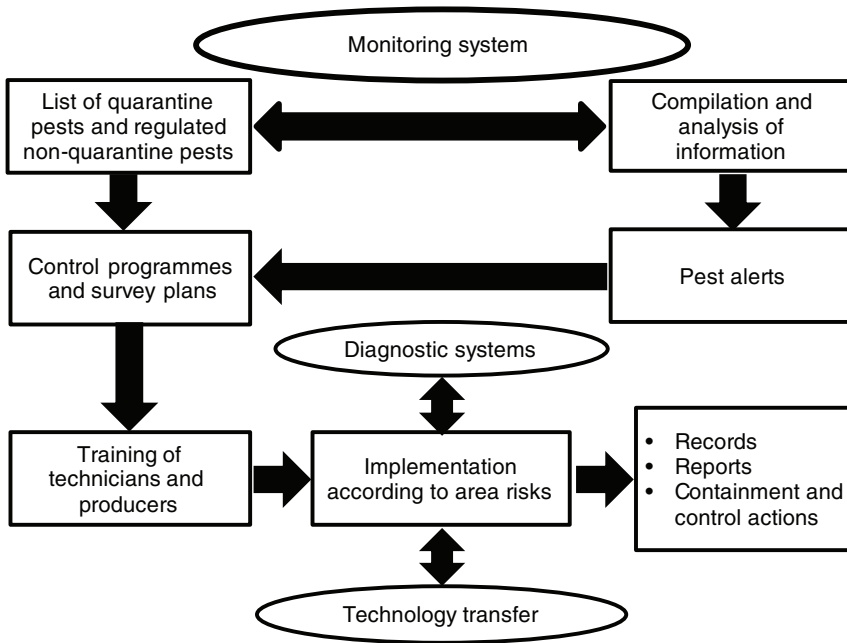 Monitoring system
List of quarantine
pests and regulated
non-quarantine pests
Compilation and
analysis of
information
Control programmes
and survey plans
Pest alerts
Diagnostic systems
Training of
technicians and
producers
Implementation
according to area risks
• Records
• Reports
• Containment and
control actions
Technology transfer